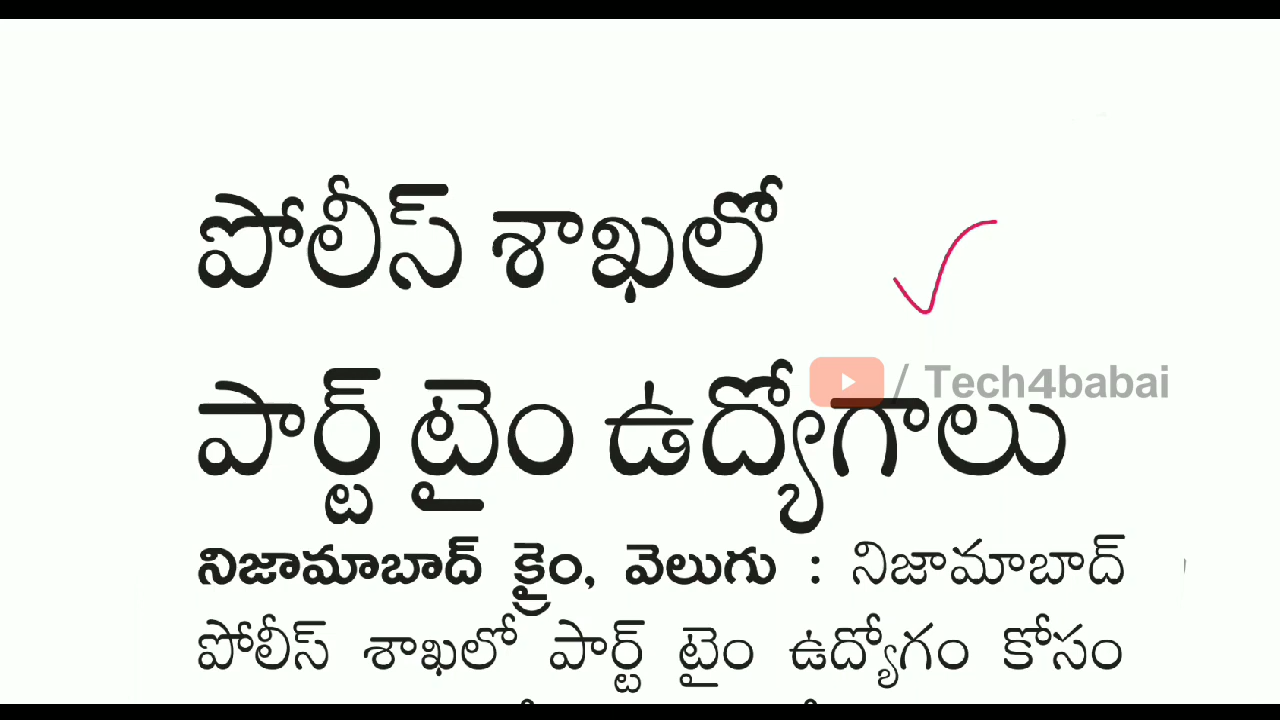 పోలీస్ శాఖలో
/ Tech4babai
పార్ట్ టైం ఉద్యోగాలు
నిజామాబాద్ క్రైం, వెలుగు : నిజామాబాద్
పోలీస్ శాఖలో పార్ట్ టైం ఉద్యోగం కోసం